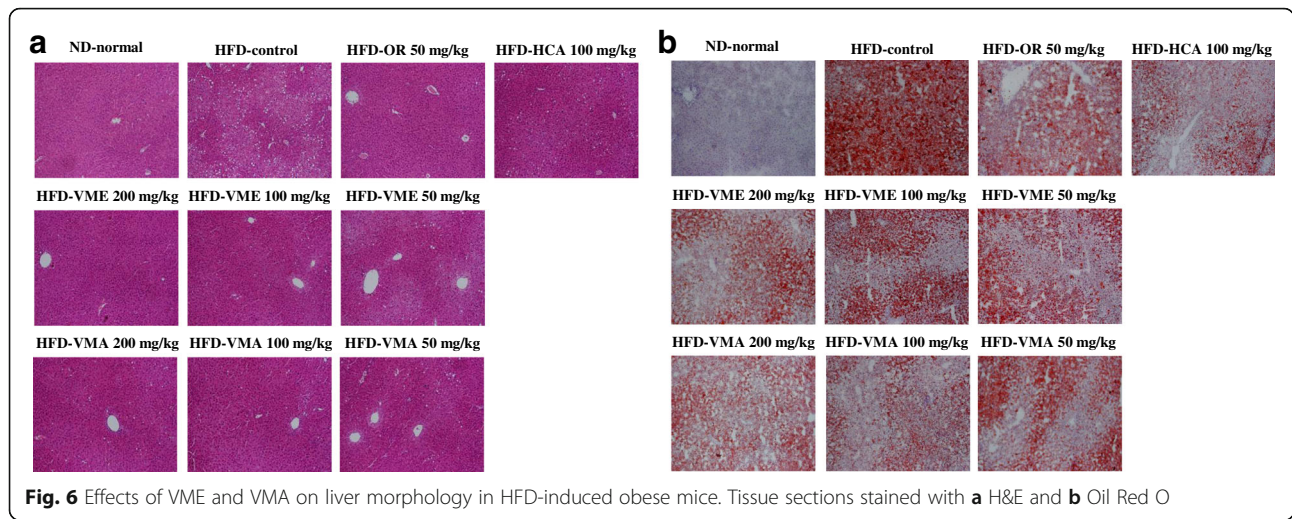 a
ND-normal HFD-control HFD-OR 50 mg/kg HFD-HCA 100 mg/kg
HFD-VME 200 mg/kg HFD-VME 100 mg/kg HFD-VME 50 mg/kg
HFD-VMA 200 mg/kg HFD-VMA 100 mg/kg HFD-VMA 50 mg/kg
b
ND-normal HFD-control HFD-OR 50 mg/kg HFD-HCA 100 mg/kg
HFD-VME 200 mg/kg HFD-VME 100 mg/kg HFD-VME 50 mg/kg
HFD-VMA 200 mg/kg HFD-VMA 100 mg/kg HFD-VMA 50 mg/kg
Fig. 6 Effects of VME and VMA on liver morphology in HFD-induced obese mice. Tissue sections stained with a H&E and b Oil Red O